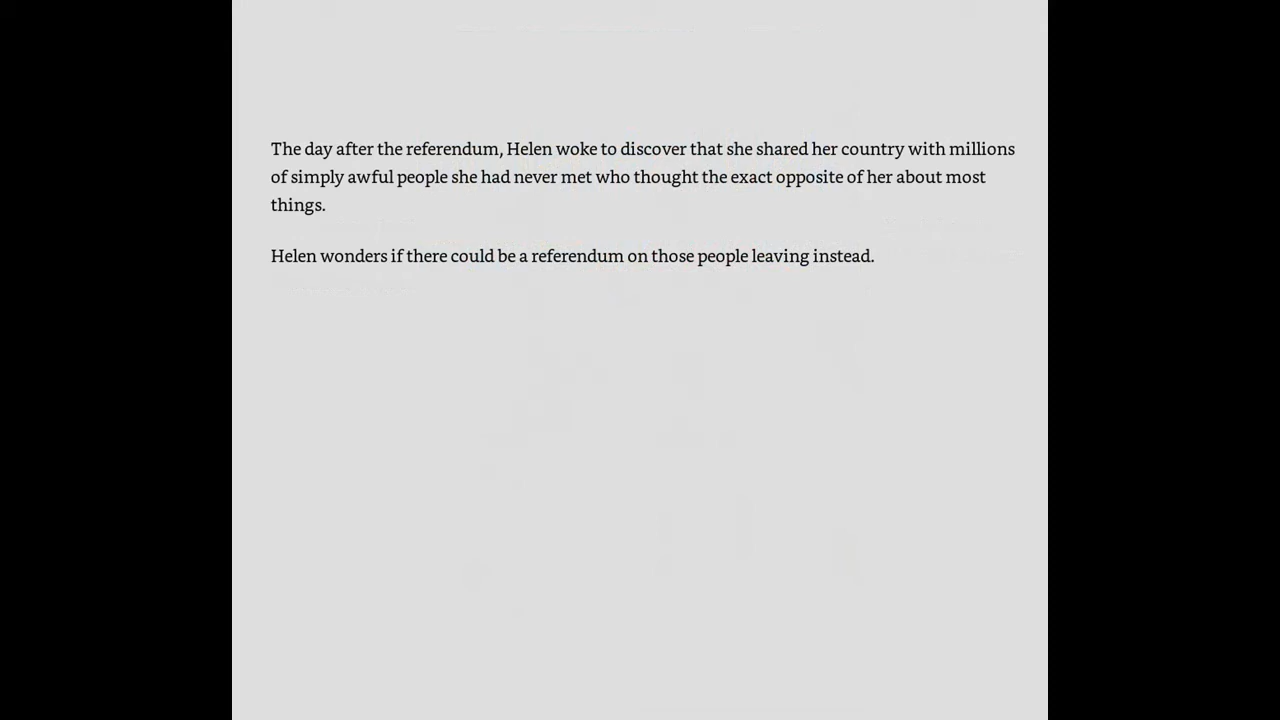 The day after the referendum, Helen woke to discover that she shared her country with millions
of simply awful people she had never met who thought the exact opposite of her about most
things.
Helen wonders if there could be a referendum on those people leaving instead.